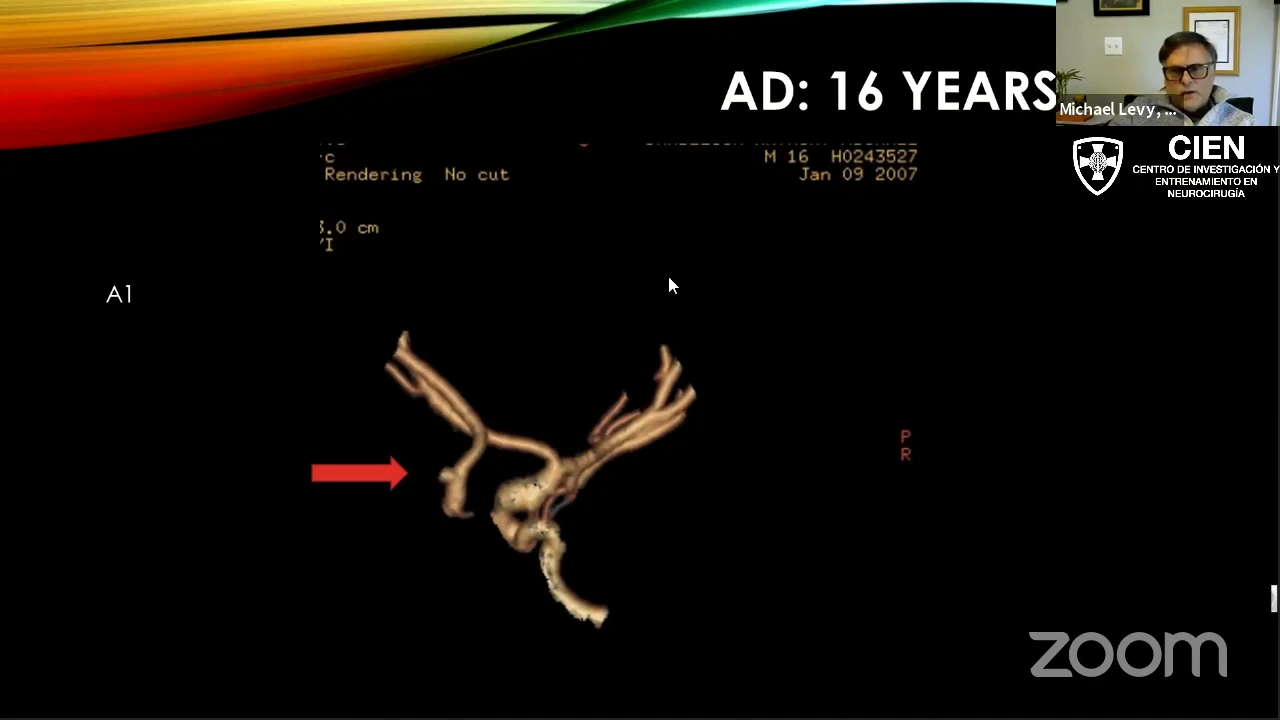 AD: 16 YEARS
Michael Levy, ...
CIEN
CENTRO DE INVESTIGACIÓN Y
ENTRENAMIENTO EN
NEUROCIRUGÍA
M 16 H0243527
Rendering No cut
Jan 09 2007
.0 cm
A1
P
R
zoom